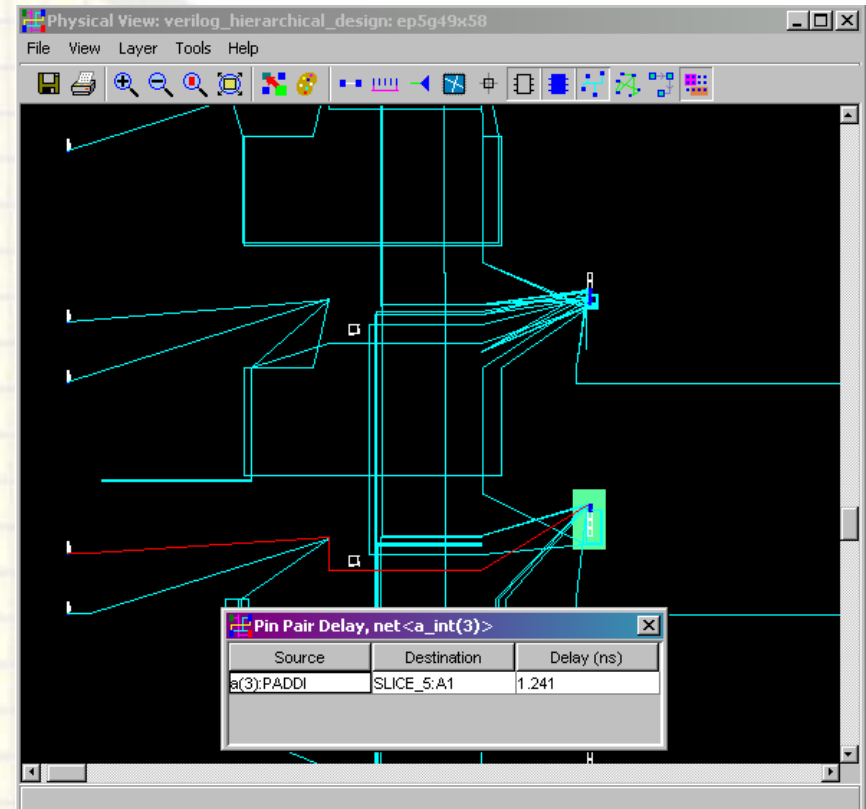 Physical View: verilog_hierarchical_design: ep5g49x58
File View Layer Tools Help
Pin Pair Delay, net<a_int(3)>
Source Destination Delay (ns)
a(3):PADDI SLICE_5:A1 1.241